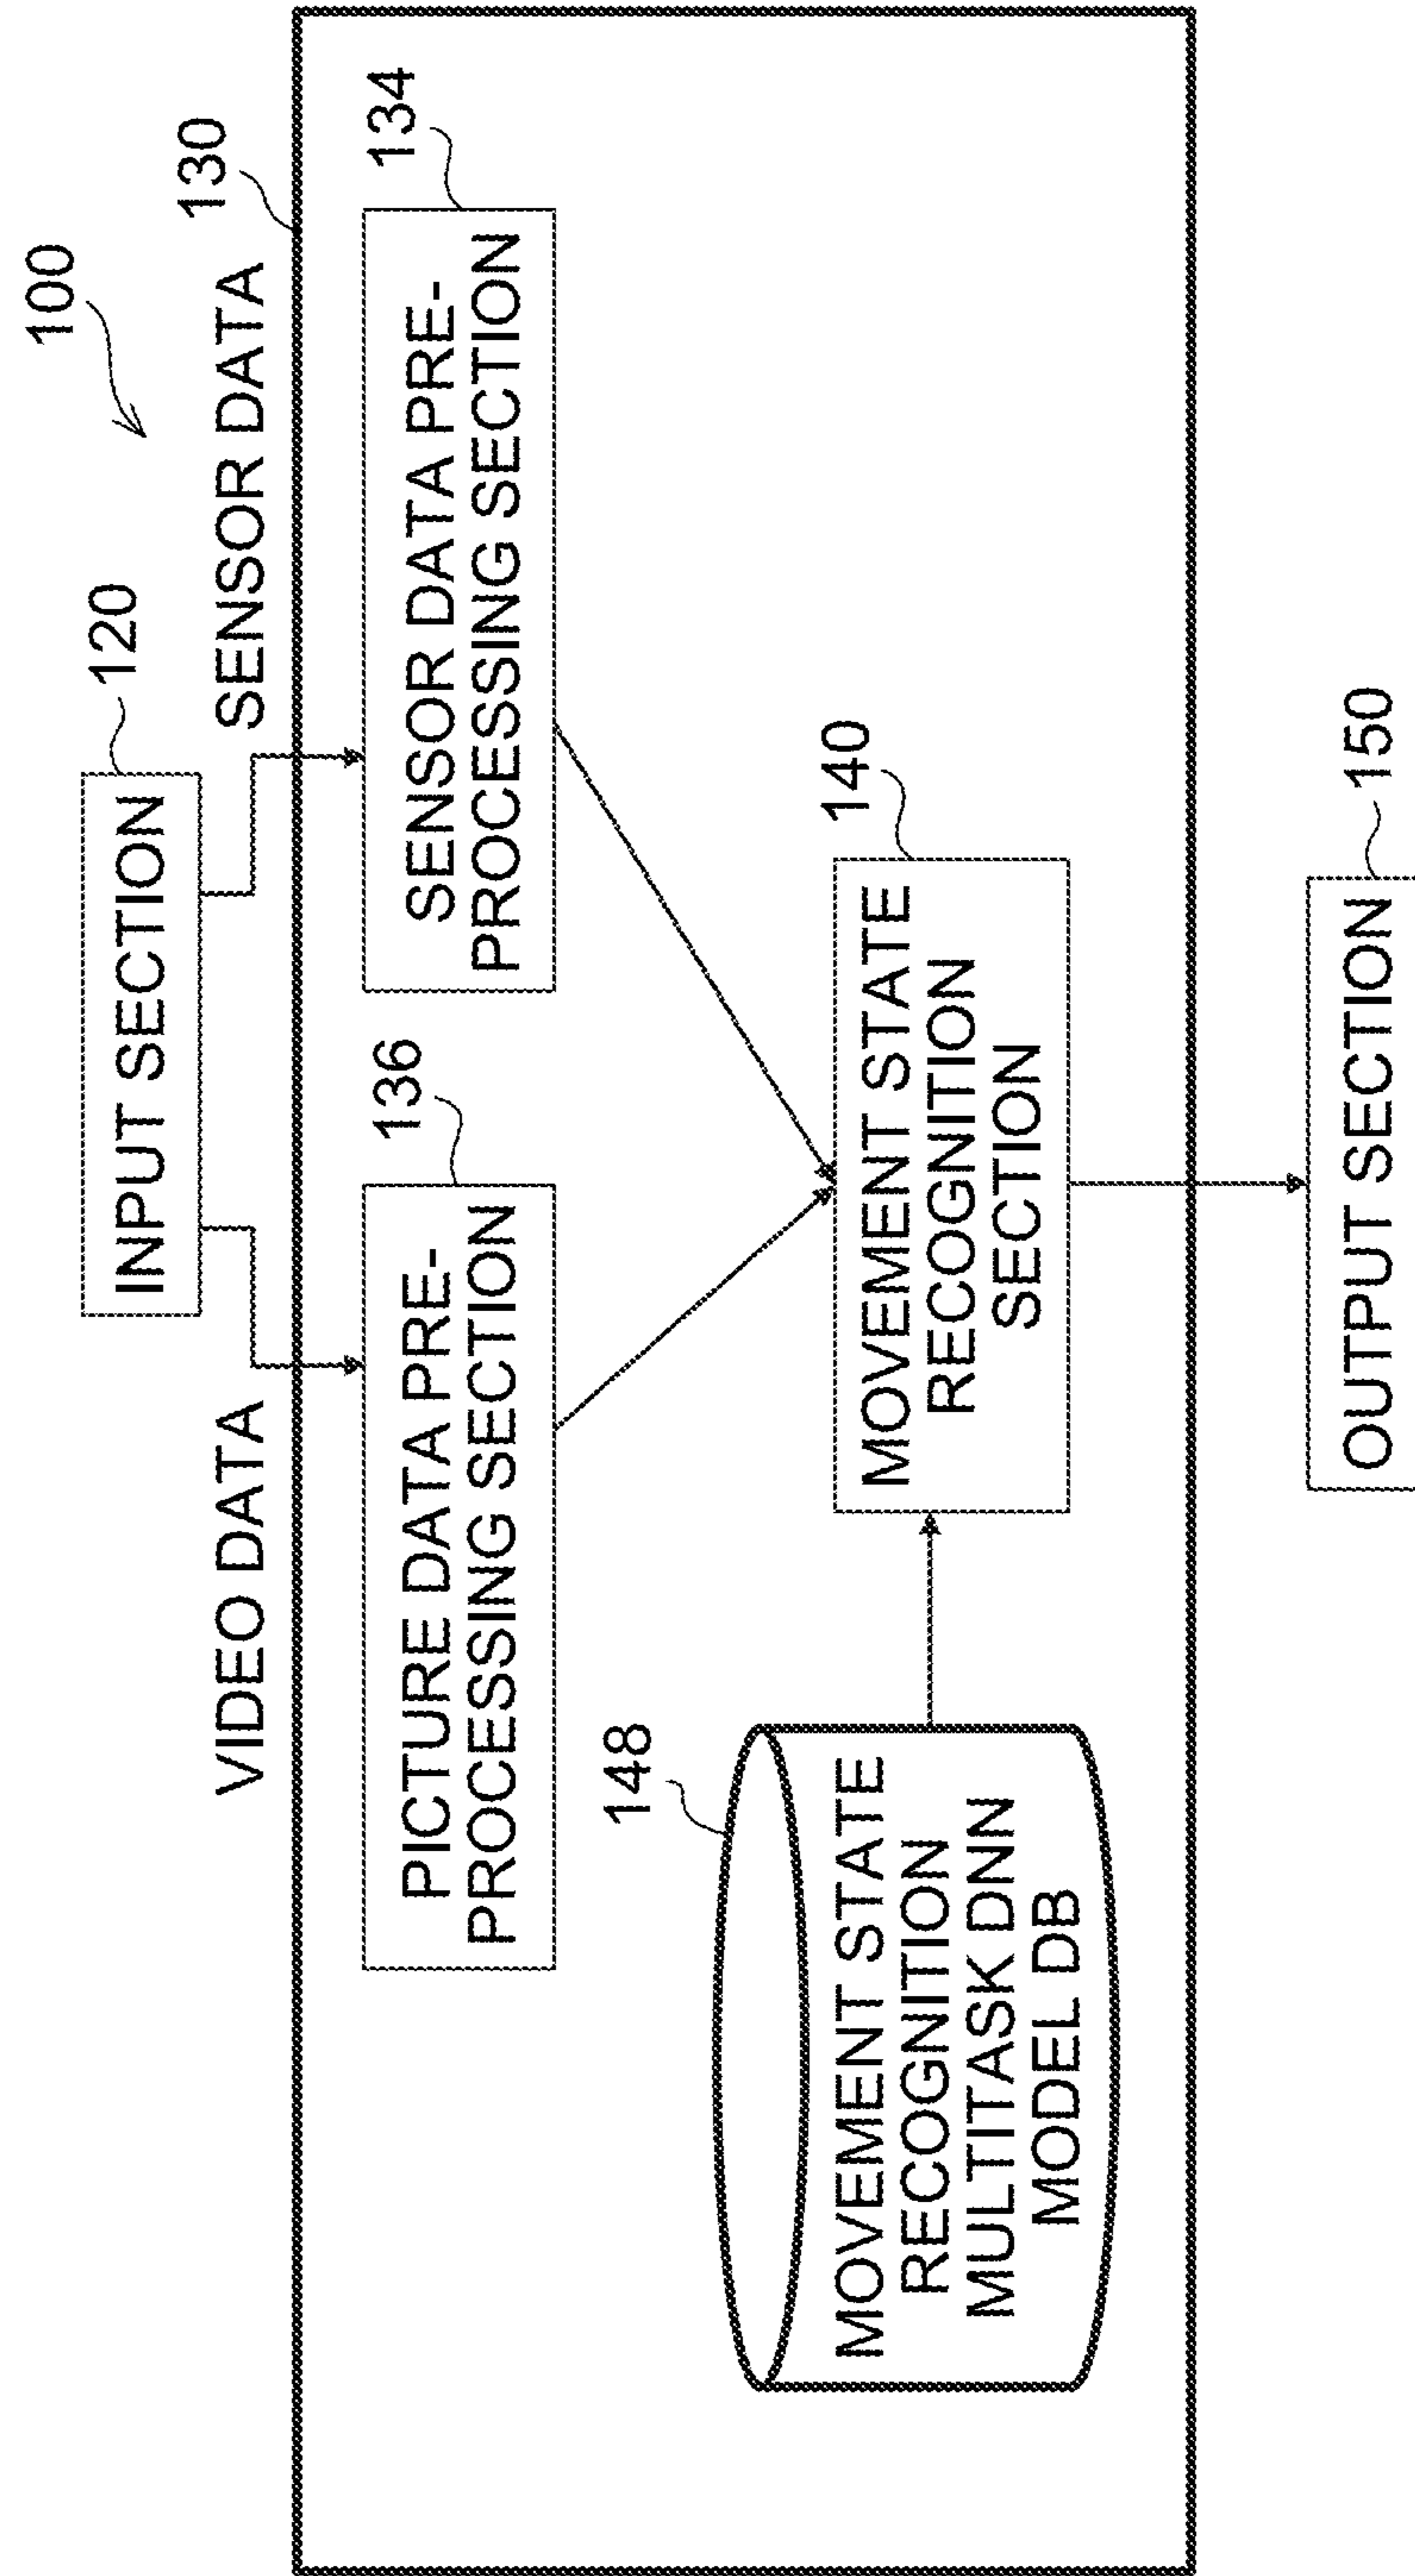 100
INPUT SECTION
120
VIDEO DATA
SENSOR DATA
130
PICTURE DATA PRE-
PROCESSING SECTION
136
SENSOR DATA PRE-
PROCESSING SECTION
134
148
MOVEMENT STATE
RECOGNITION
MULTITASK DNN
MODEL DB
MOVEMENT STATE
RECOGNITION
SECTION
140
OUTPUT SECTION
150